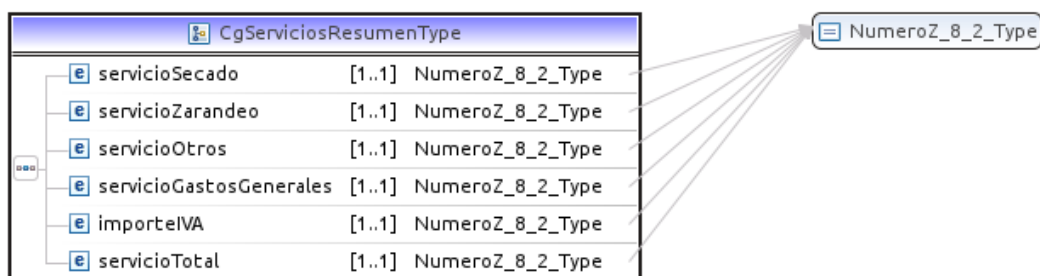 CgServiciosResumenType
NumeroZ_8_2_Type
servicioSecado [1..1] NumeroZ_8_2_Type
servicioZarandeo [1..1] NumeroZ_8_2_Type
servicioOtros [1..1] NumeroZ_8_2_Type
servicioGastosGenerales [1..1] NumeroZ_8_2_Type
importeIVA [1..1] NumeroZ_8_2_Type
servicioTotal [1..1] NumeroZ_8_2_Type